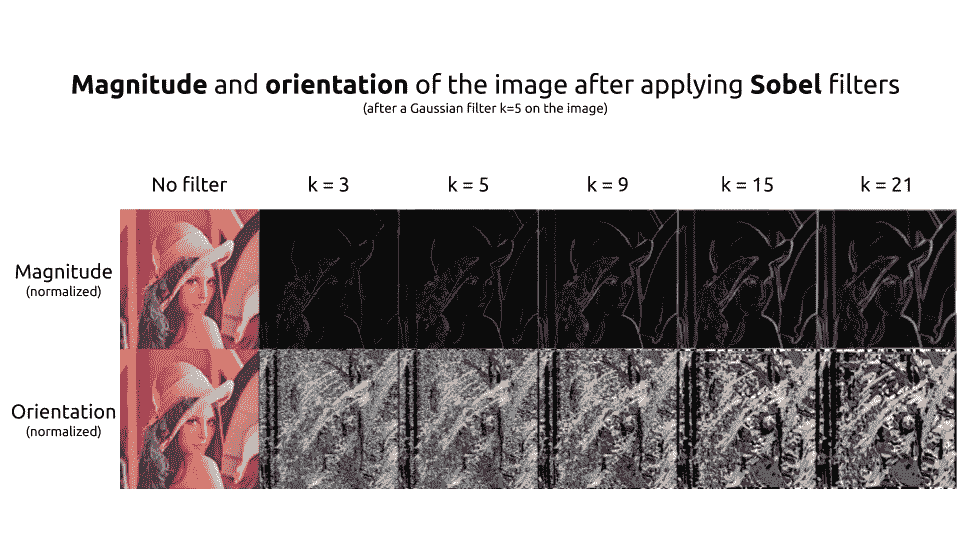 Magnitude and orientation of the image after applying Sobel filters
(after a Gaussian filter k=5 on the image)
No filter k = 3 k = 5 k = 9 k = 15 k = 21
Magnitude
(normalized)
Orientation
(normalized)